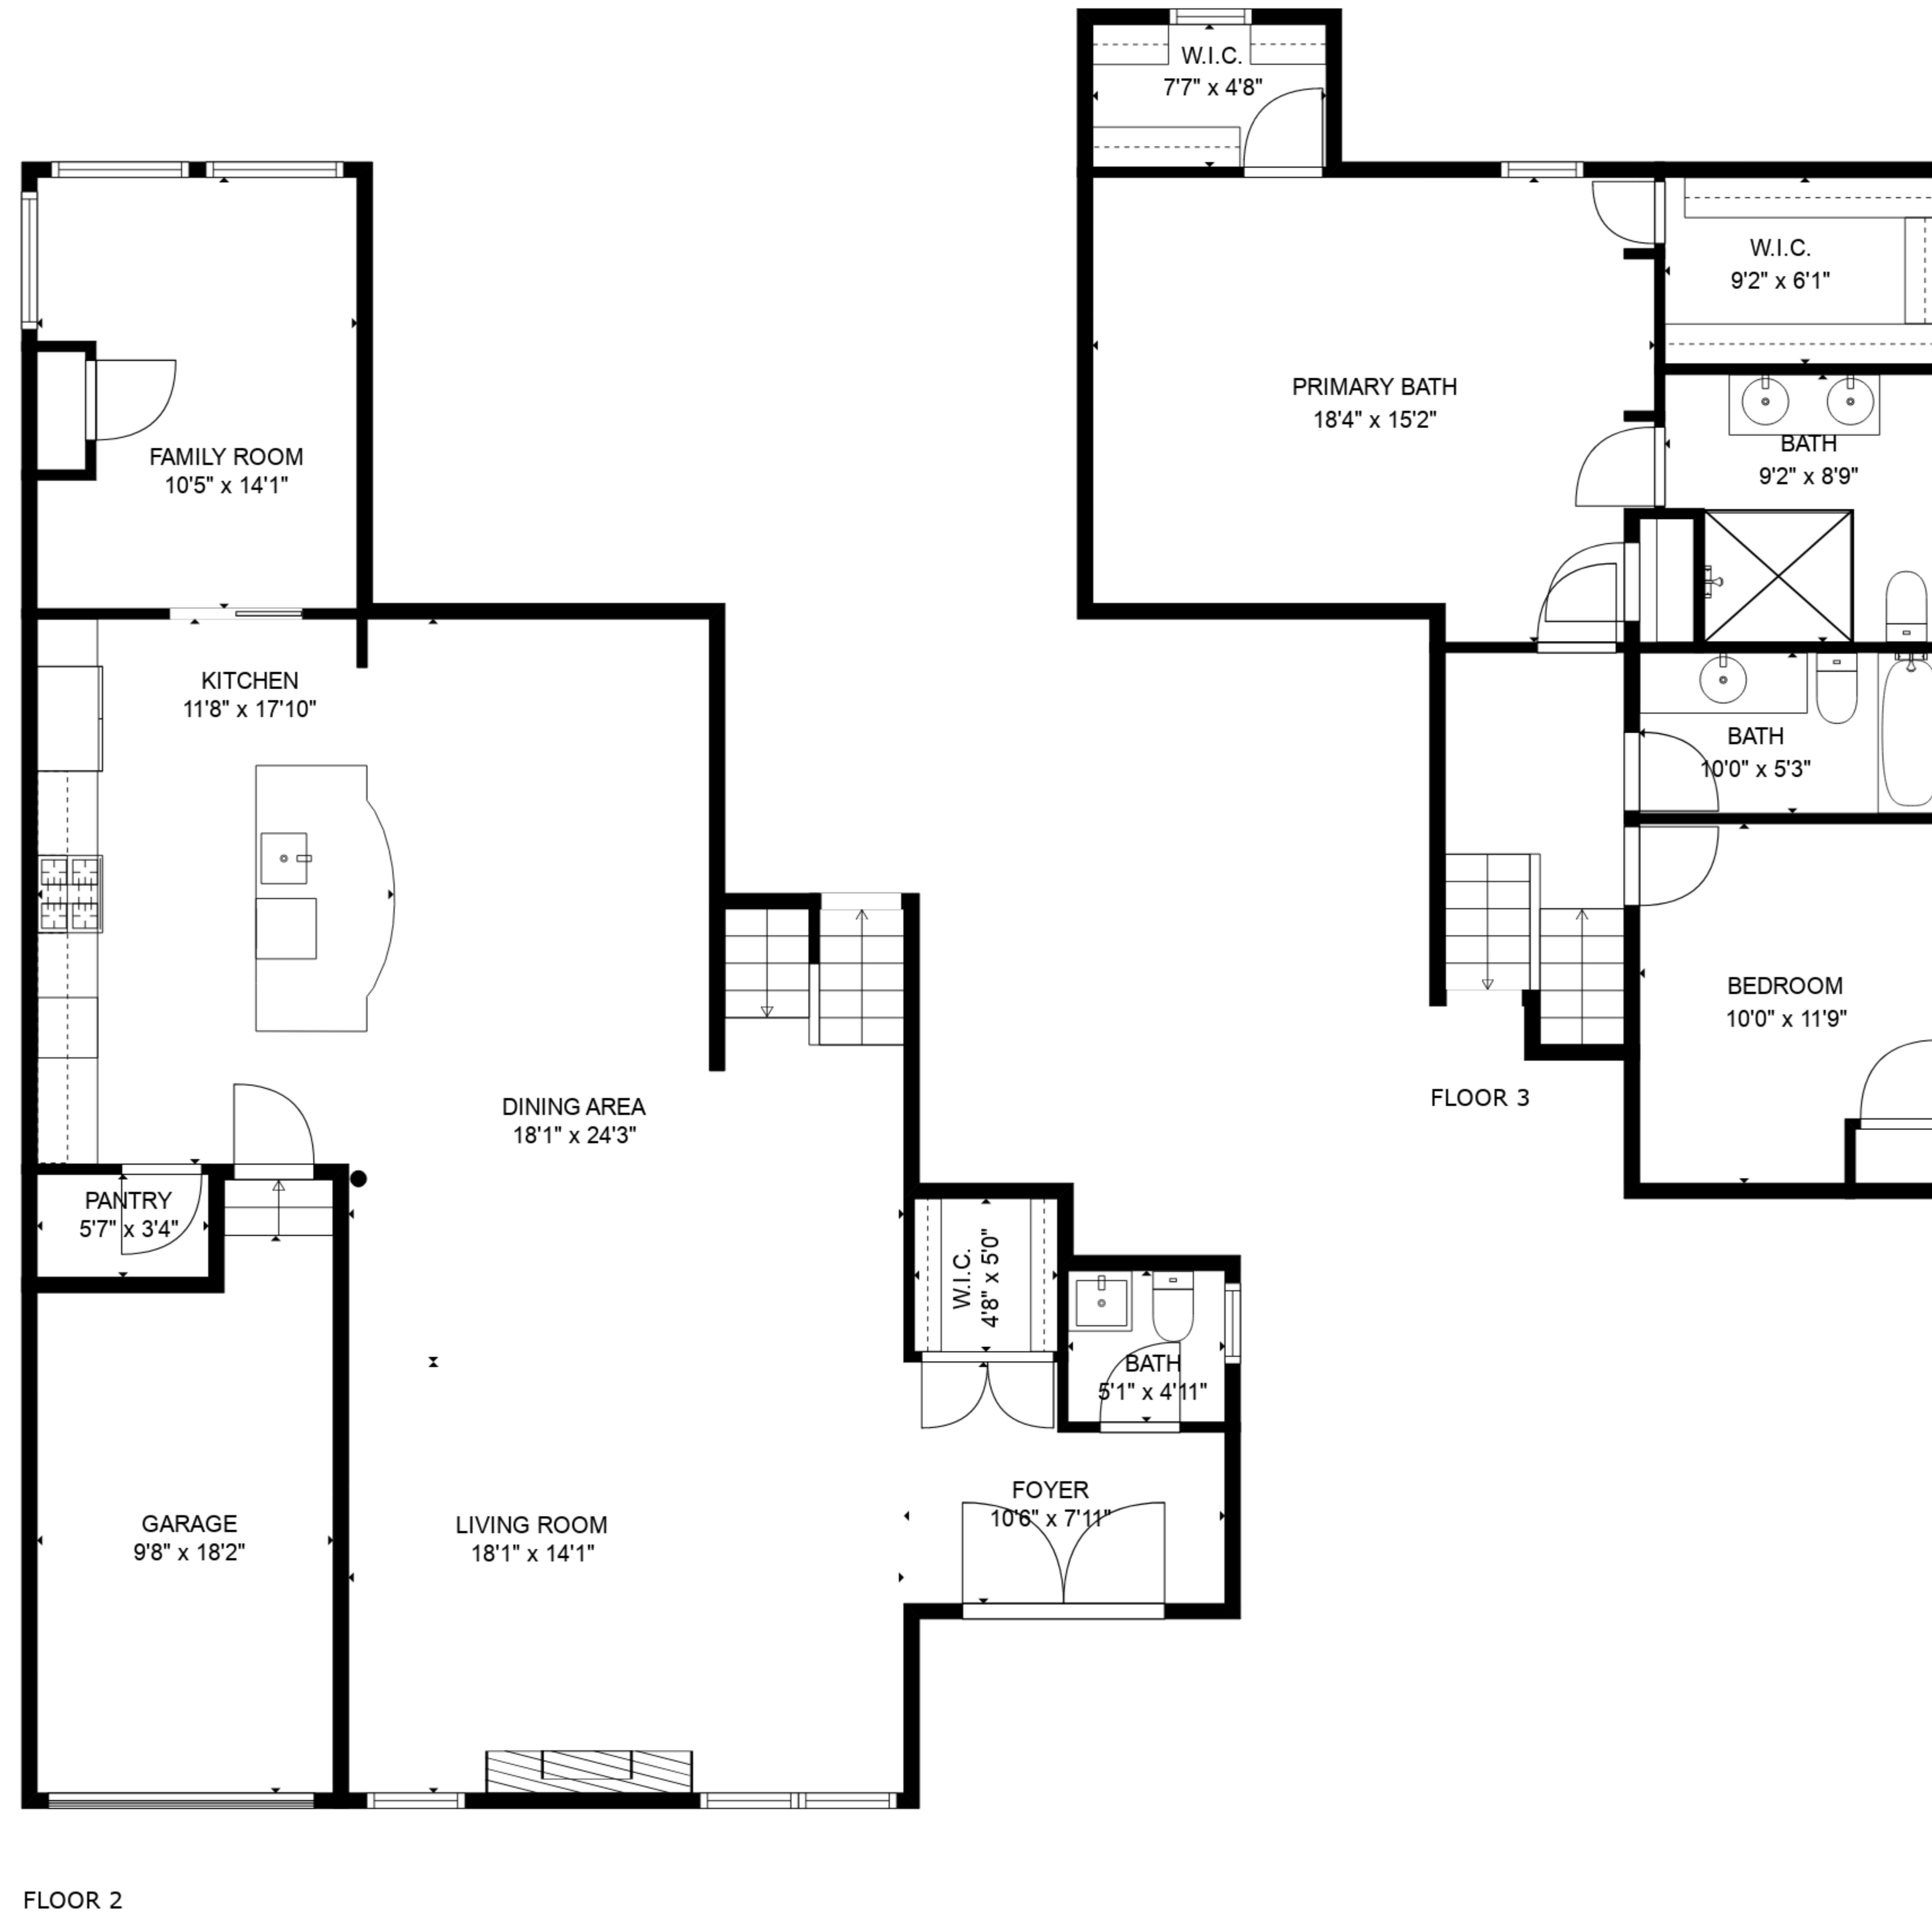 W.I.C.
7'7" x 4'8"
W.I.C.
9'2" x 6'1"
PRIMARY BATH
18'4" x 15'2"
BATH
9'2" x 8'9"
FAMILY ROOM
10'5" x 14'1"
KITCHEN
11'8" x 17'10"
BATH
10'0" x 5'3"
BEDROOM
10'0" x 11'9"
FLOOR 3
DINING AREA
18'1" x 24'3"
PANTRY
5'7" x 3'4"
W.I.C.
4'8" x 5'0"
BATH
5'1" x 4'11"
FOYER
10'6" x 7'11"
GARAGE
9'8" x 18'2"
LIVING ROOM
18'1" x 14'1"
FLOOR 2